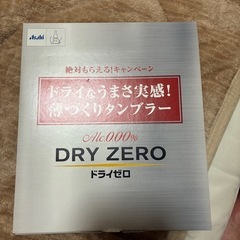 Asahi
絶対もらえる!キャンペーン
ドライなうまさ実感!
薄づくりタンブラー
Alc.0.00%
DRY ZERO
ドライゼロ